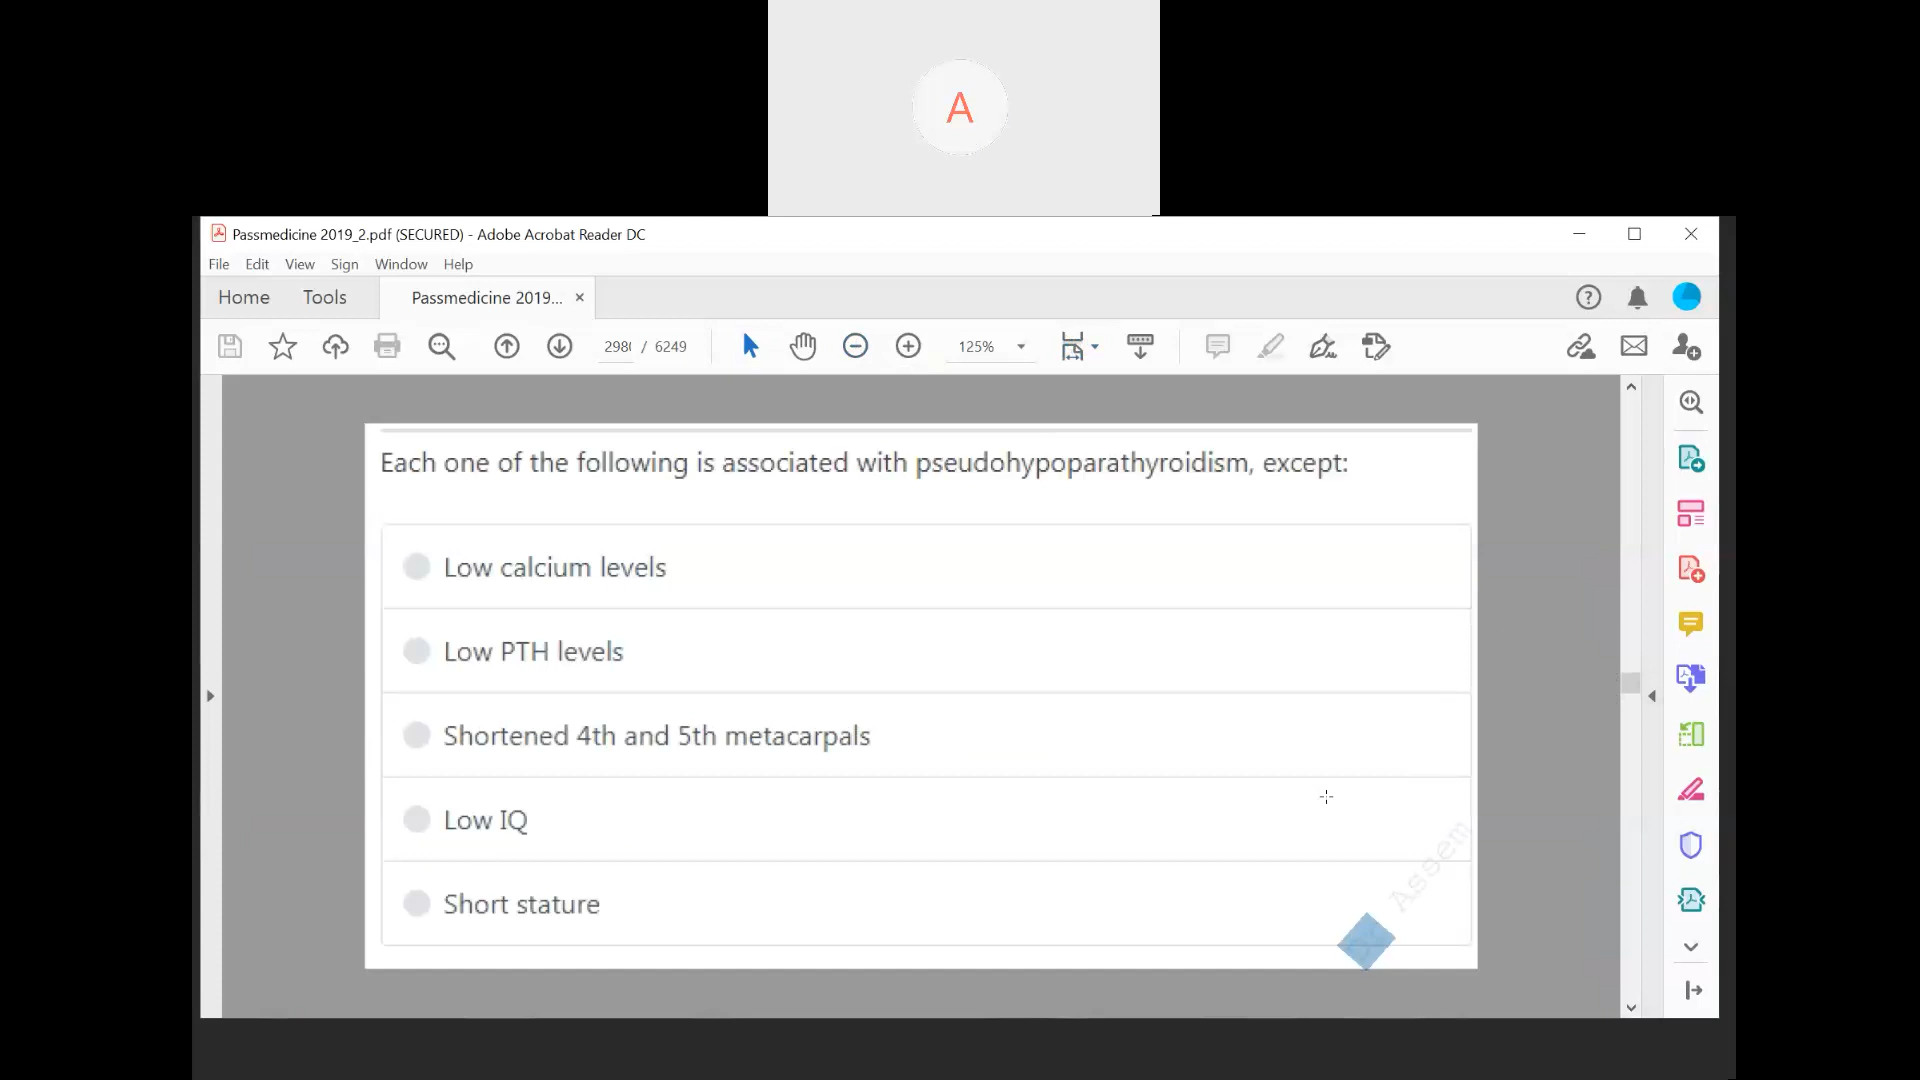 A
Passmedicine 2019_2.pdf (SECURED) - Adobe Acrobat Reader DC
File Edit View Sign Window Help
Home Tools Passmedicine 2019...
298 / 6249 125%
Each one of the following is associated with pseudohypoparathyroidism, except:
Low calcium levels
Low PTH levels
Shortened 4th and 5th metacarpals
Low IQ
Short stature
Assem